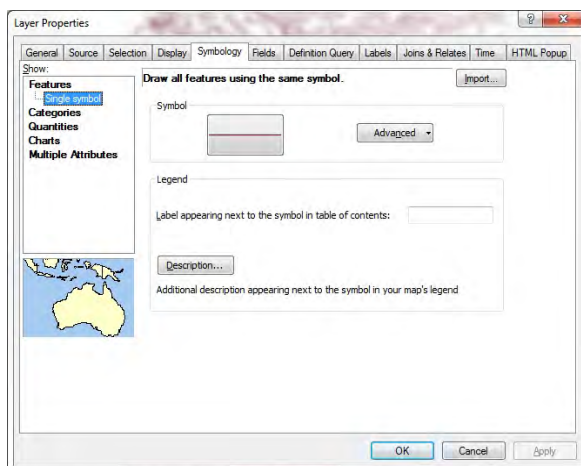 Layer Properties
General Source Selection Display Symbology Fields Definition Query Labels Joins & Relates Time HTML Popup
Show:
Features
Single symbol
Categories
Quantities
Charts
Multiple Attributes
Draw all features using the same symbol.
Import...
Symbol
Advanced
Legend
Label appearing next to the symbol in table of contents:
Description...
Additional description appearing next to the symbol in your map's legend
OK Cancel Apply